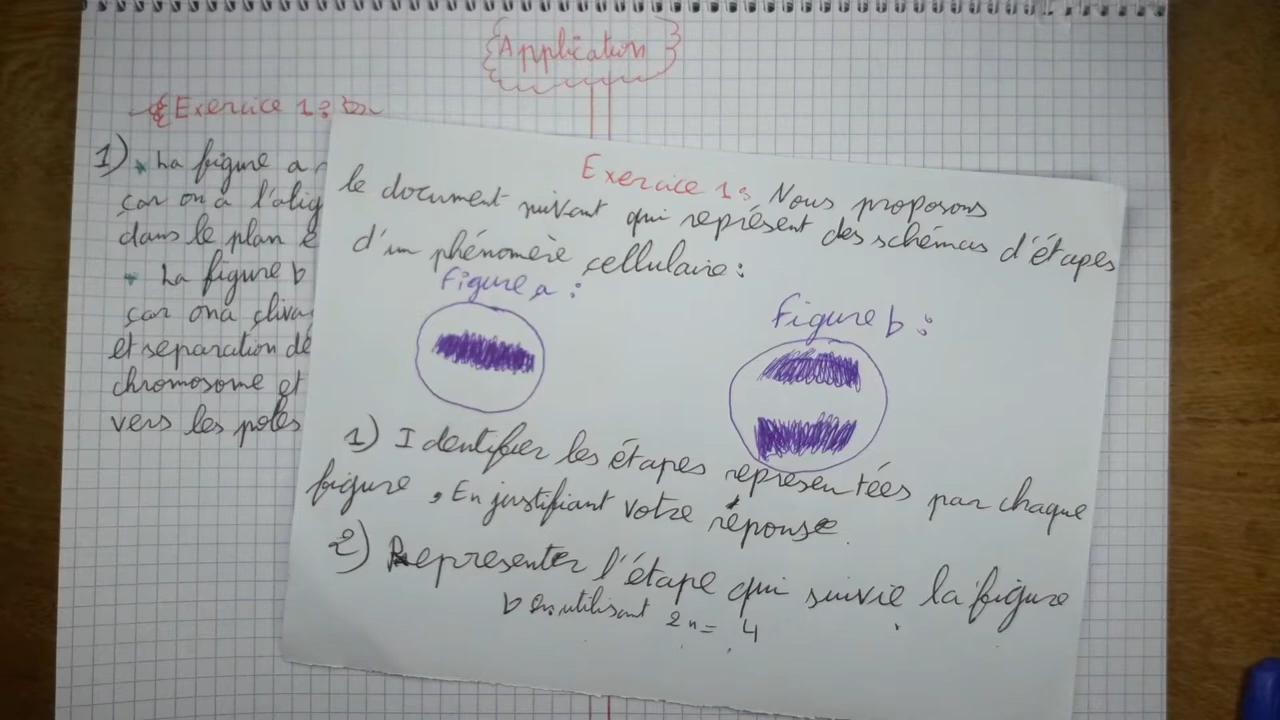 Application
Exercice 1:
1) La figure a
car on a l'alig
dans le plan é
La figure b
car on a cliva
et separation de
chromosome et
vers les poles
Exercice 1: Nous proposons
le document suivant qui représent des schémas d'étapes
d'un phénomère cellulaire:
Figure a:
Figure b:
1) Identifier les étapes representées par chaque
figure, En justifiant votre réponse.
2) Representer l'étape qui suivie la figure
b En utilisant 2n = 4